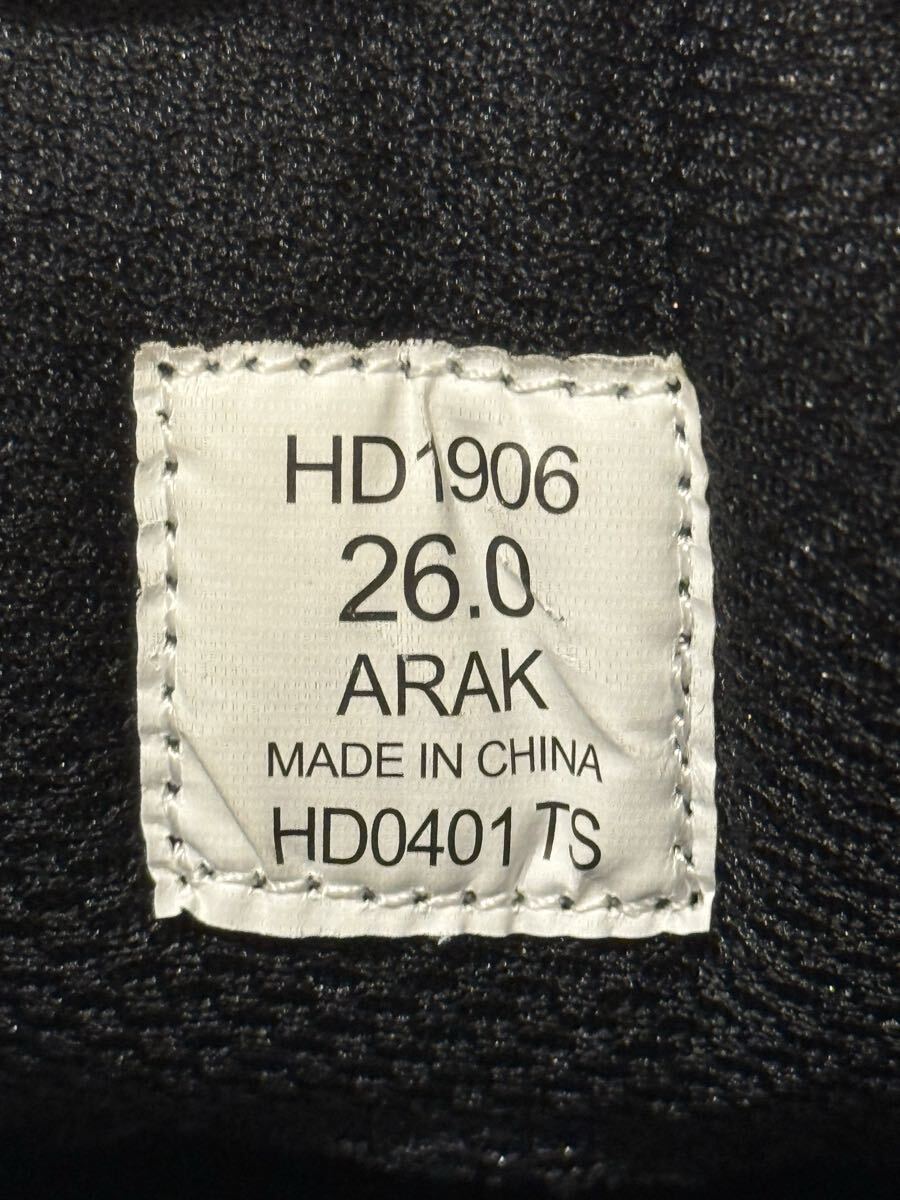 HD1906
26.0
ARAK
MADE IN CHINA
HD0401 TS